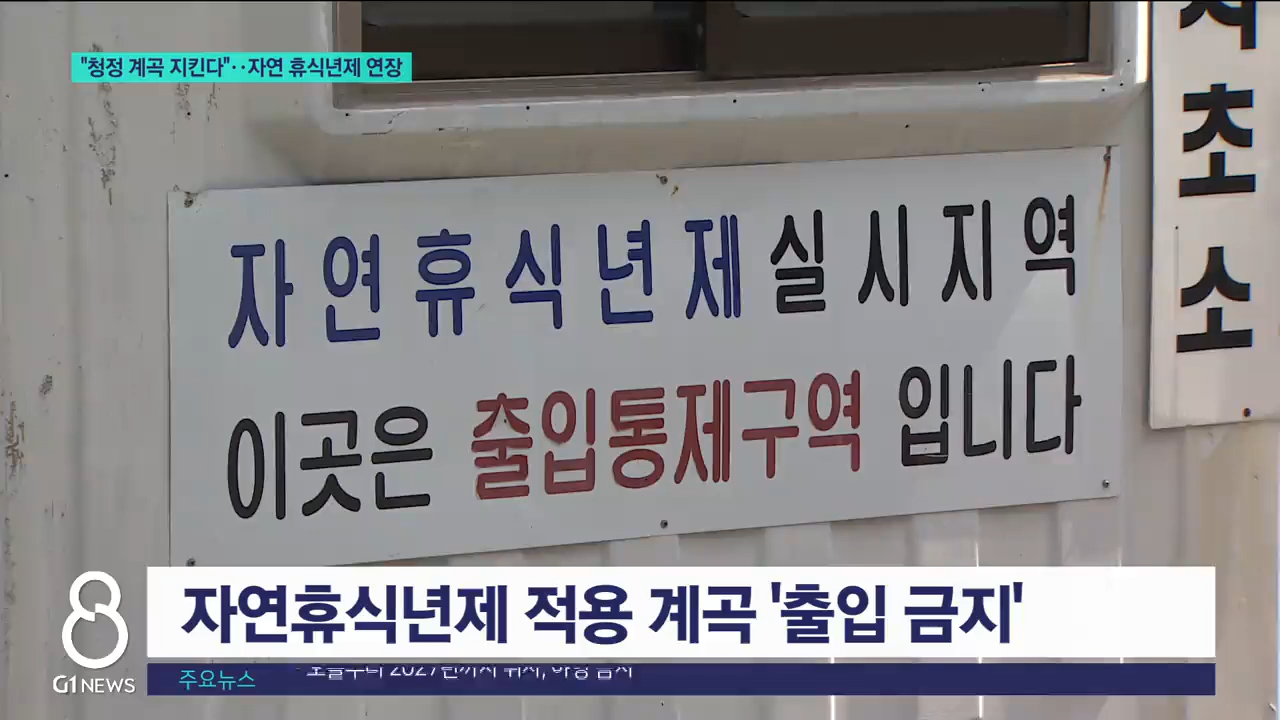 "청정 계곡 지킨다"··자연 휴식년제 연장
초소
자연휴식년제실시지역
이곳은 출입통제구역 입니다
자연휴식년제 적용 계곡 '출입 금지'
8
G1 NEWS
주요뉴스